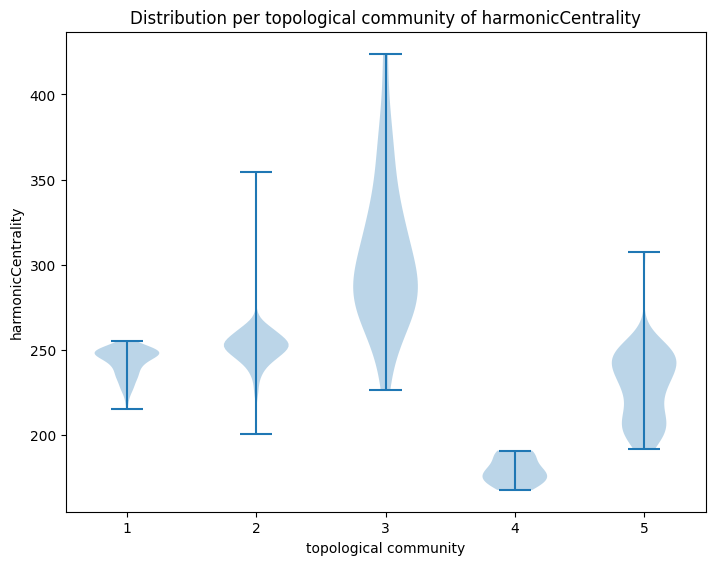 Distribution per topological community of harmonicCentrality
harmonicCentrality
400
350
300
250
200
1 2 3 4 5
topological community